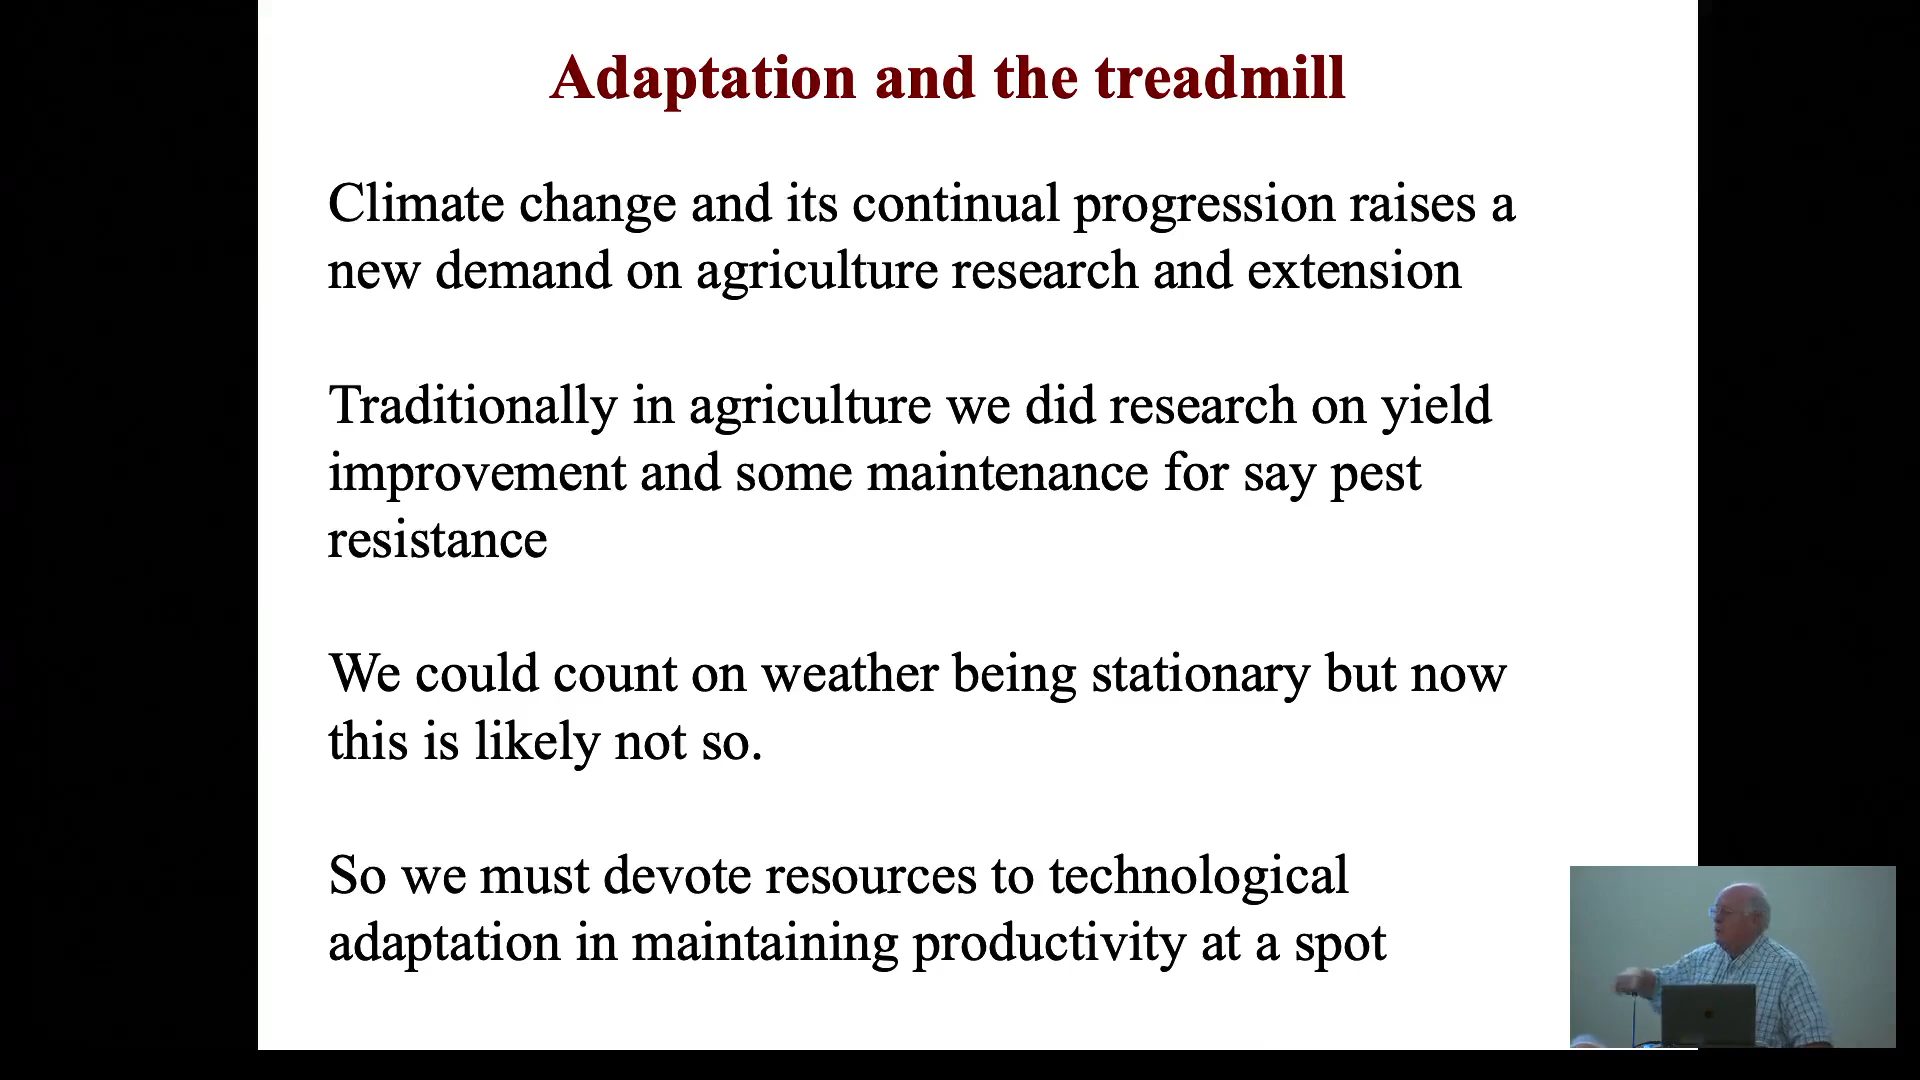 Adaptation and the treadmill
Climate change and its continual progression raises a
new demand on agriculture research and extension
Traditionally in agriculture we did research on yield
improvement and some maintenance for say pest
resistance
We could count on weather being stationary but now
this is likely not so.
So we must devote resources to technological
adaptation in maintaining productivity at a spot